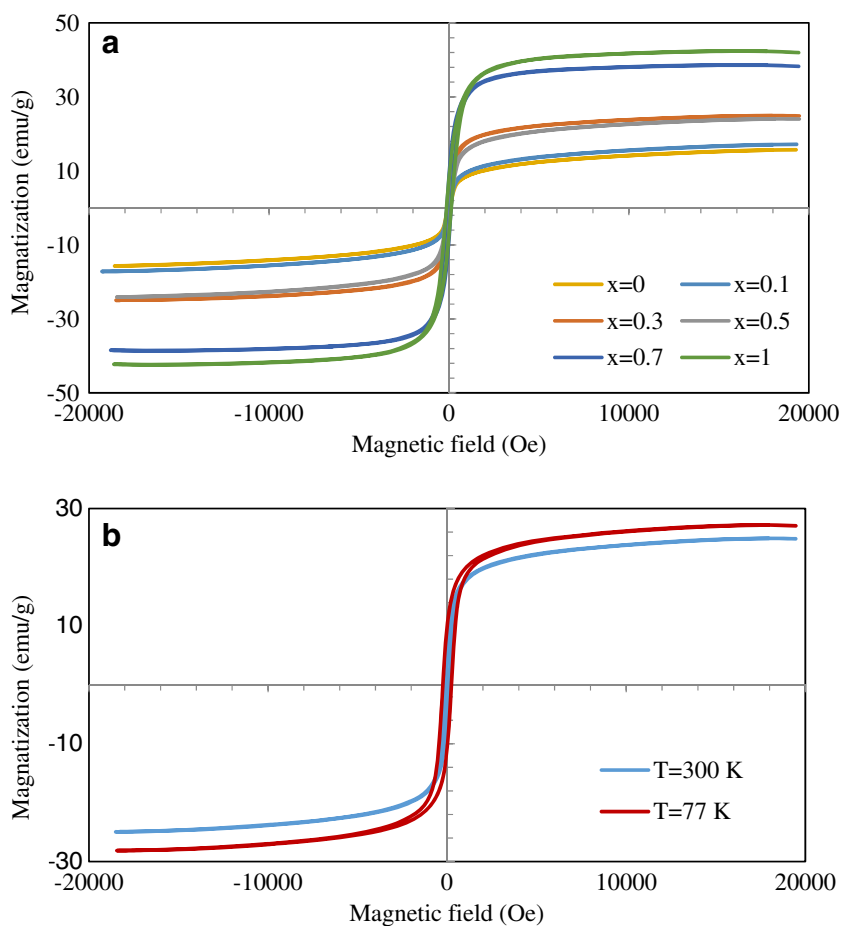 a
Magnatization (emu/g)
50
30
10
-10
-30
-50
x=0 x=0.1
x=0.3 x=0.5
x=0.7 x=1
-20000 -10000 0 10000 20000
Magnetic field (Oe)
b
Magnatization (emu/g)
30
10
-10
-30
T=300 K
T=77 K
-20000 -10000 0 10000 20000
Magnetic field (Oe)